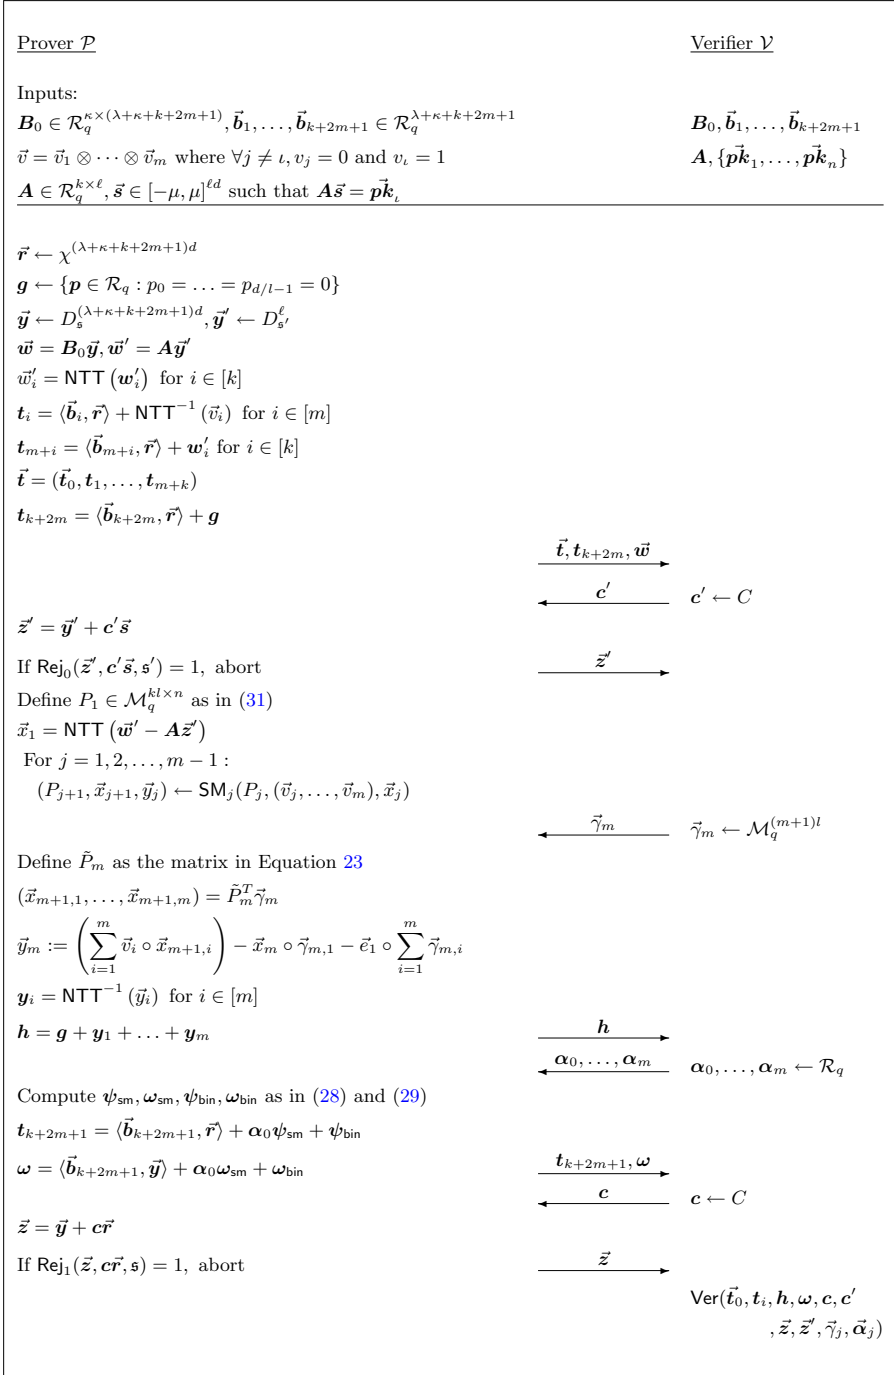 Prover 𝒫 Verifier 𝒱
Inputs:
B₀ ∈ ℛ_q^{κ×(λ+κ+k+2m+1)}, b⃗₁, …, b⃗_{k+2m+1} ∈ ℛ_q^{λ+κ+k+2m+1} B₀, b⃗₁, …, b⃗_{k+2m+1}
v⃗ = v⃗₁ ⊗ ⋯ ⊗ v⃗_m where ∀j ≠ ι, v_j = 0 and v_ι = 1 A, {p⃗k₁, …, p⃗k_n}
A ∈ ℛ_q^{k×ℓ}, s⃗ ∈ [−μ, μ]^{ℓd} such that As⃗ = p⃗k_ι
r⃗ ← χ^{(λ+κ+k+2m+1)d}
g ← {p ∈ ℛ_q : p₀ = … = p_{d/l−1} = 0}
y⃗ ← D_𝔰^{(λ+κ+k+2m+1)d}, y⃗′ ← D_{𝔰′}^ℓ
w⃗ = B₀y⃗, w⃗′ = Ay⃗′
w⃗′_i = NTT (w′_i) for i ∈ [k]
t_i = ⟨b⃗_i, r⃗⟩ + NTT⁻¹ (v⃗_i) for i ∈ [m]
t_{m+i} = ⟨b⃗_{m+i}, r⃗⟩ + w′_i for i ∈ [k]
t⃗ = (t⃗₀, t₁, …, t_{m+k})
t_{k+2m} = ⟨b⃗_{k+2m}, r⃗⟩ + g
t⃗, t_{k+2m}, w⃗
c′ c′ ← C
z⃗′ = y⃗′ + c′s⃗
If Rej₀(z⃗′, c′s⃗, 𝔰′) = 1, abort z⃗′
Define P₁ ∈ ℳ_q^{kl×n} as in (31)
x⃗₁ = NTT (w⃗′ − Az⃗′)
For j = 1, 2, …, m − 1 :
(P_{j+1}, x⃗_{j+1}, y⃗_j) ← SM_j(P_j, (v⃗_j, …, v⃗_m), x⃗_j)
γ⃗_m γ⃗_m ← ℳ_q^{(m+1)l}
Define P̃_m as the matrix in Equation 23
(x⃗_{m+1,1}, …, x⃗_{m+1,m}) = P̃_m^T γ⃗_m
y⃗_m := (∑_{i=1}^{m} v⃗_i ∘ x⃗_{m+1,i}) − x⃗_m ∘ γ⃗_{m,1} − e⃗₁ ∘ ∑_{i=1}^{m} γ⃗_{m,i}
y_i = NTT⁻¹ (y⃗_i) for i ∈ [m]
h = g + y₁ + … + y_m h
α₀, …, α_m α₀, …, α_m ← ℛ_q
Compute ψ_sm, ω_sm, ψ_bin, ω_bin as in (28) and (29)
t_{k+2m+1} = ⟨b⃗_{k+2m+1}, r⃗⟩ + α₀ψ_sm + ψ_bin
ω = ⟨b⃗_{k+2m+1}, y⃗⟩ + α₀ω_sm + ω_bin t_{k+2m+1}, ω
c c ← C
z⃗ = y⃗ + cr⃗
If Rej₁(z⃗, cr⃗, 𝔰) = 1, abort z⃗
Ver(t⃗₀, t_i, h, ω, c, c′
, z⃗, z⃗′, γ⃗_j, α⃗_j)